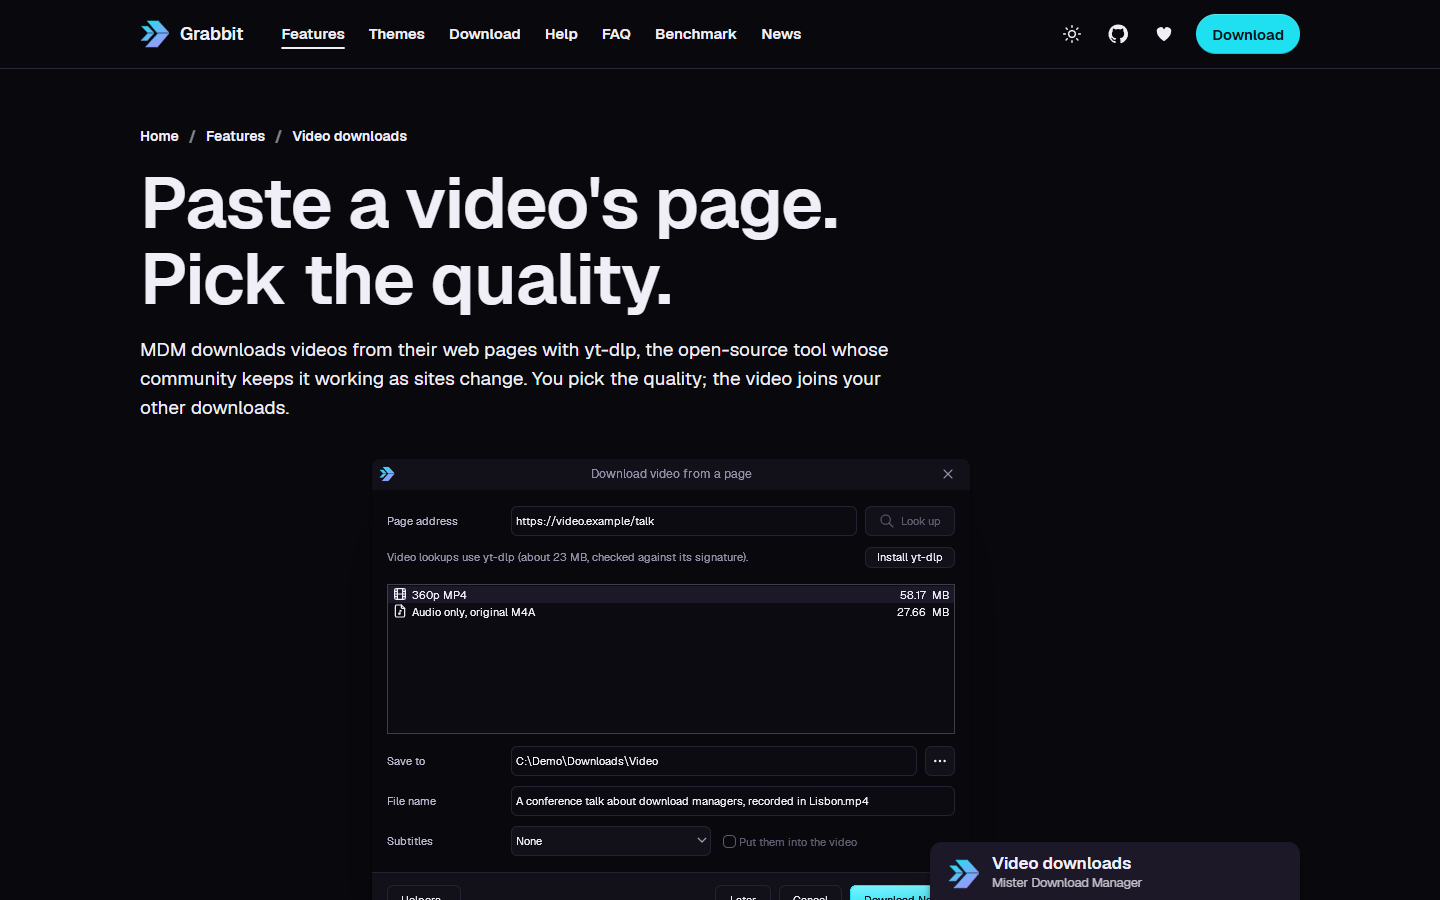 Grabbit Features Themes Download Help FAQ Benchmark News Download
Home / Features / Video downloads
Paste a video's page.
Pick the quality.
MDM downloads videos from their web pages with yt-dlp, the open-source tool whose
community keeps it working as sites change. You pick the quality; the video joins your
other downloads.
Download video from a page
Page address https://video.example/talk Look up
Video lookups use yt-dlp (about 23 MB, checked against its signature). Install yt-dlp
360p MP4 58.17 MB
Audio only, original M4A 27.66 MB
Save to C:\Demo\Downloads\Video
File name A conference talk about download managers, recorded in Lisbon.mp4
Subtitles None Put them into the video
Video downloads
Mister Download Manager
Helpers Later Cancel Download